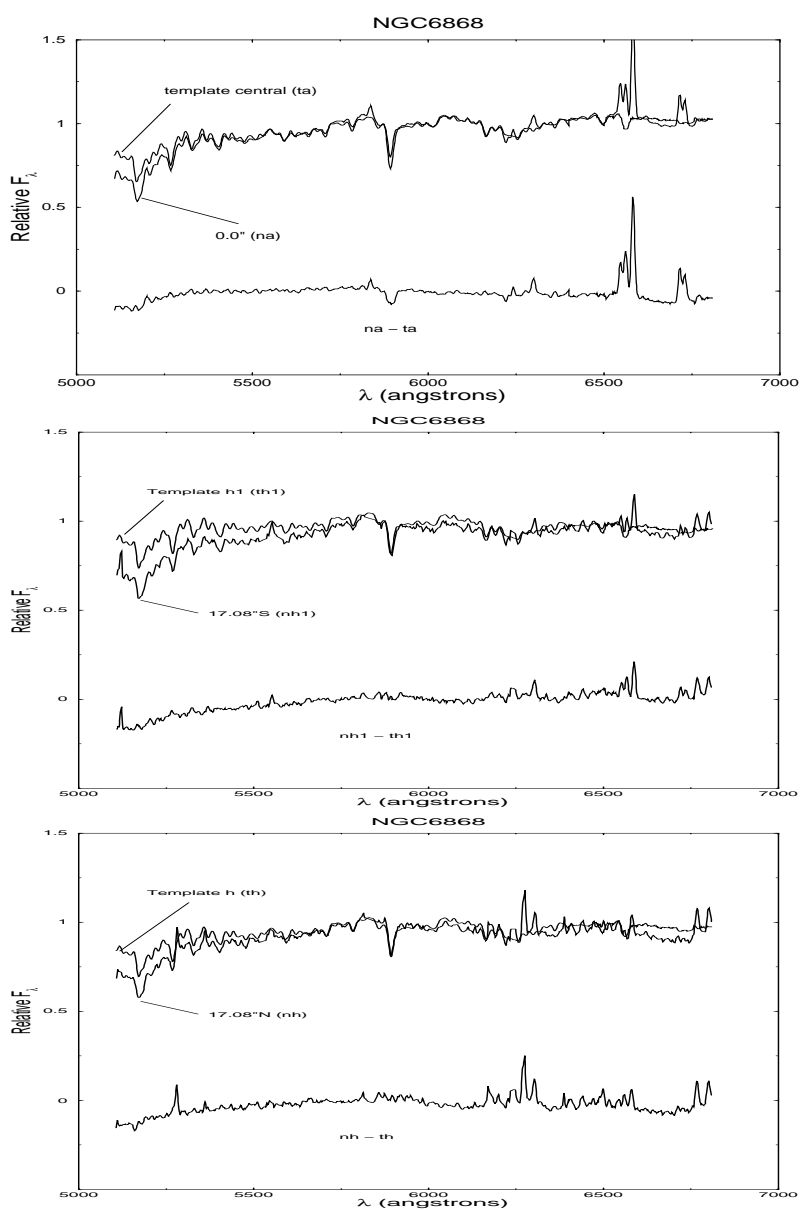 NGC6868
1.5
template central (ta)
1
Relative Fλ
0.5
0.0" (na)
0
na − ta
5000 5500 6000 6500 7000
λ (angstrons)
NGC6868
1.5
Template h1 (th1)
1
Relative Fλ
0.5
17.08"S (nh1)
0
nh1 − th1
5000 5500 6000 6500 7000
λ (angstrons)
NGC6868
1.5
Template h (th)
1
Relative Fλ
0.5
17.08"N (nh)
0
nh − th
5000 5500 6000 6500 7000
λ (angstrons)